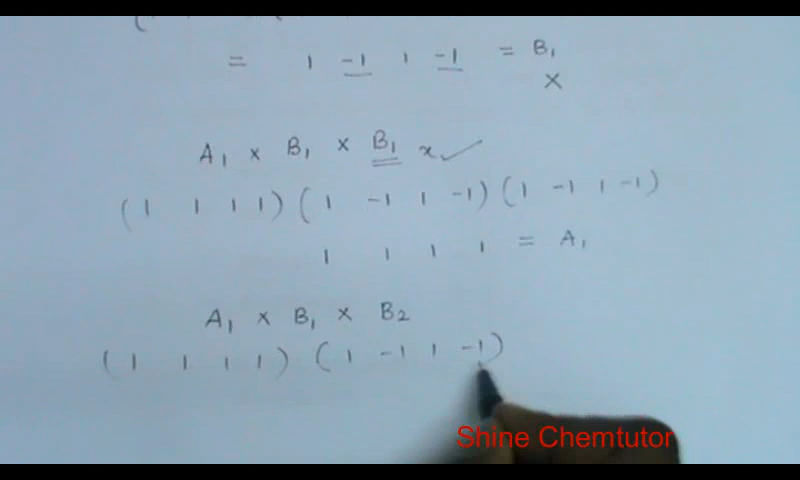 = 1 -1 1 -1 = B1
X
A1 x B1 x B1 x ✓
(1 1 1 1) (1 -1 1 -1) (1 -1 1 -1)
1 1 1 1 = A1
A1 x B1 x B2
(1 1 1 1) (1 -1 1 -1)
Shine Chemtutor